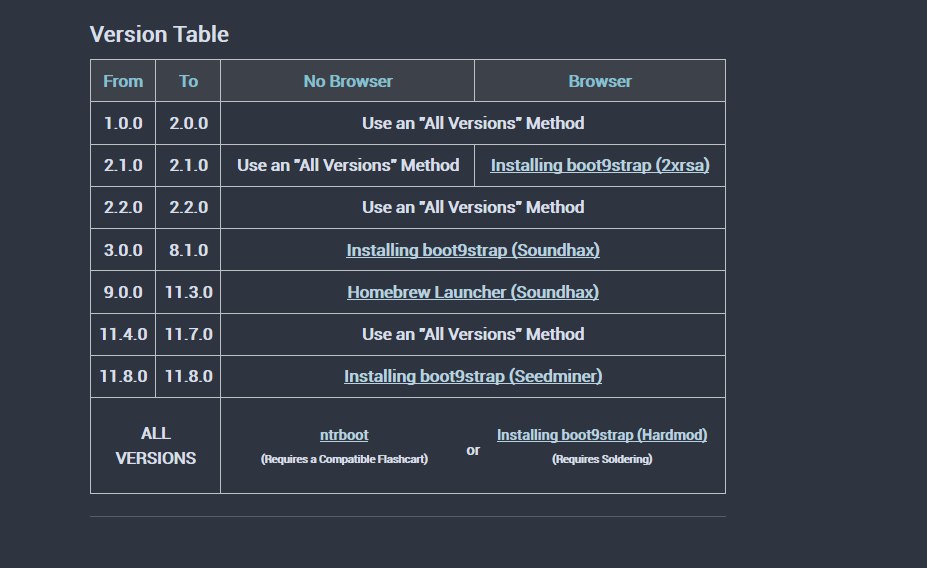 Version Table
From To No Browser Browser
1.0.0 2.0.0 Use an "All Versions" Method
2.1.0 2.1.0 Use an "All Versions" Method Installing boot9strap (2xrsa)
2.2.0 2.2.0 Use an "All Versions" Method
3.0.0 8.1.0 Installing boot9strap (Soundhax)
9.0.0 11.3.0 Homebrew Launcher (Soundhax)
11.4.0 11.7.0 Use an "All Versions" Method
11.8.0 11.8.0 Installing boot9strap (Seedminer)
ALL VERSIONS
ntrboot
(Requires a Compatible Flashcart)
or
Installing boot9strap (Hardmod)
(Requires Soldering)